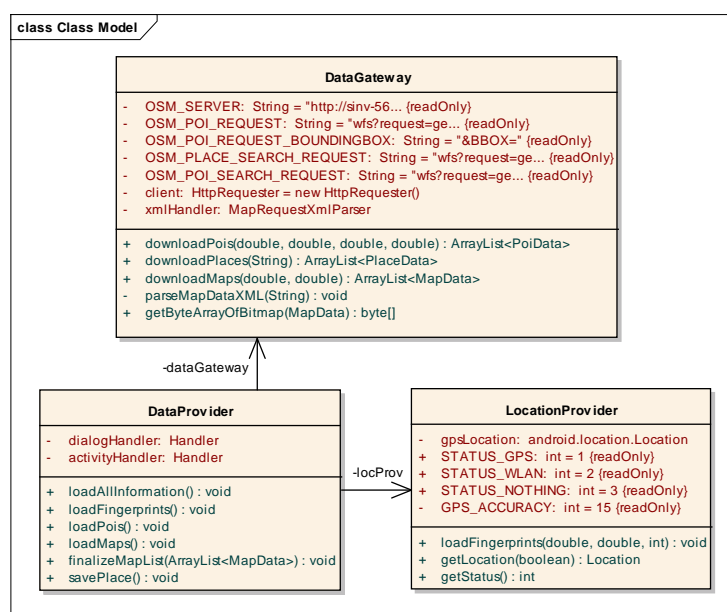 class Class Model
DataGateway
- OSM_SERVER: String = "http://sinv-56... {readOnly}
- OSM_POI_REQUEST: String = "wfs?request=ge... {readOnly}
- OSM_POI_REQUEST_BOUNDINGBOX: String = "&BBOX=" {readOnly}
- OSM_PLACE_SEARCH_REQUEST: String = "wfs?request=ge... {readOnly}
- OSM_POI_SEARCH_REQUEST: String = "wfs?request=ge... {readOnly}
- client: HttpRequester = new HttpRequester()
- xmlHandler: MapRequestXmlParser
+ downloadPois(double, double, double, double) : ArrayList<PoiData>
+ downloadPlaces(String) : ArrayList<PlaceData>
+ downloadMaps(double, double) : ArrayList<MapData>
- parseMapDataXML(String) : void
+ getByteArrayOfBitmap(MapData) : byte[]
-dataGateway
DataProvider
- dialogHandler: Handler
- activityHandler: Handler
+ loadAllInformation() : void
+ loadFingerprints() : void
+ loadPois() : void
+ loadMaps() : void
+ finalizeMapList(ArrayList<MapData>) : void
+ savePlace() : void
-locProv
LocationProvider
- gpsLocation: android.location.Location
+ STATUS_GPS: int = 1 {readOnly}
+ STATUS_WLAN: int = 2 {readOnly}
+ STATUS_NOTHING: int = 3 {readOnly}
- GPS_ACCURACY: int = 15 {readOnly}
+ loadFingerprints(double, double, int) : void
+ getLocation(boolean) : Location
+ getStatus() : int